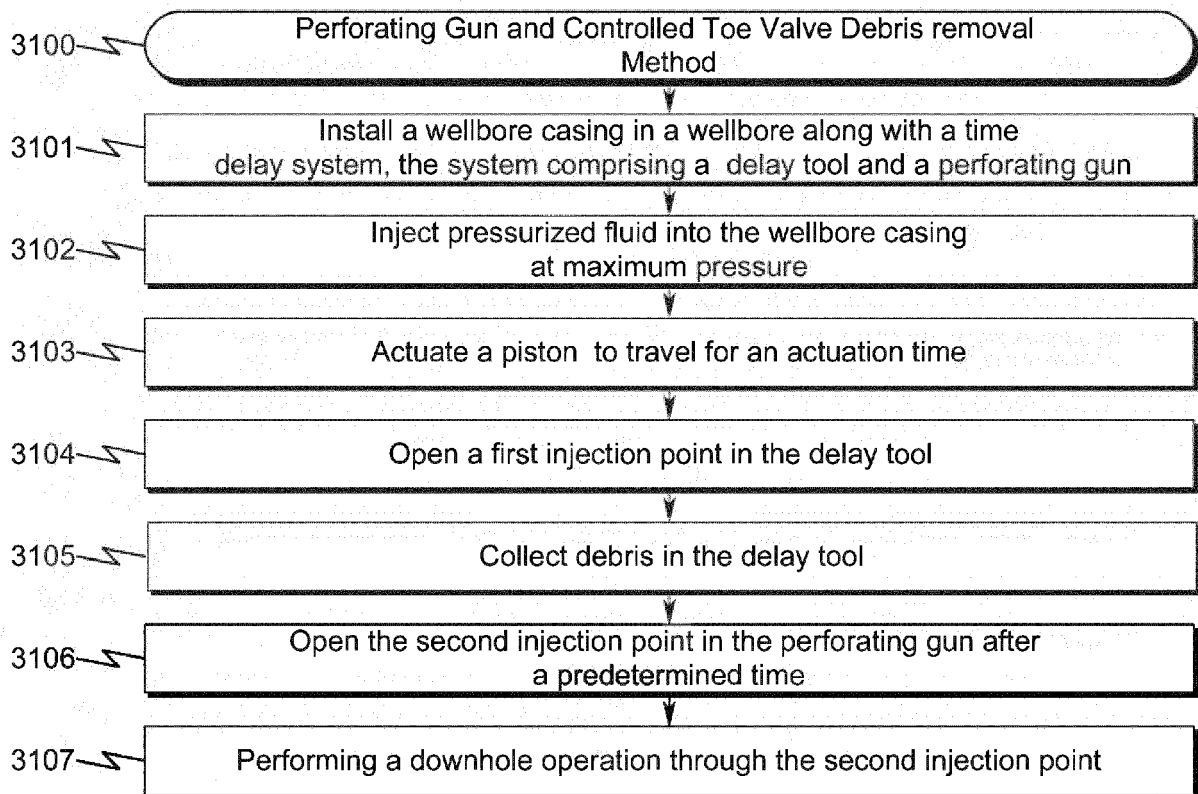 3100
Perforating Gun and Controlled Toe Valve Debris removal
Method
3101
Install a wellbore casing in a wellbore along with a time
delay system, the system comprising a delay tool and a perforating gun
3102
Inject pressurized fluid into the wellbore casing
at maximum pressure
3103
Actuate a piston to travel for an actuation time
3104
Open a first injection point in the delay tool
3105
Collect debris in the delay tool
3106
Open the second injection point in the perforating gun after
a predetermined time
3107
Performing a downhole operation through the second injection point